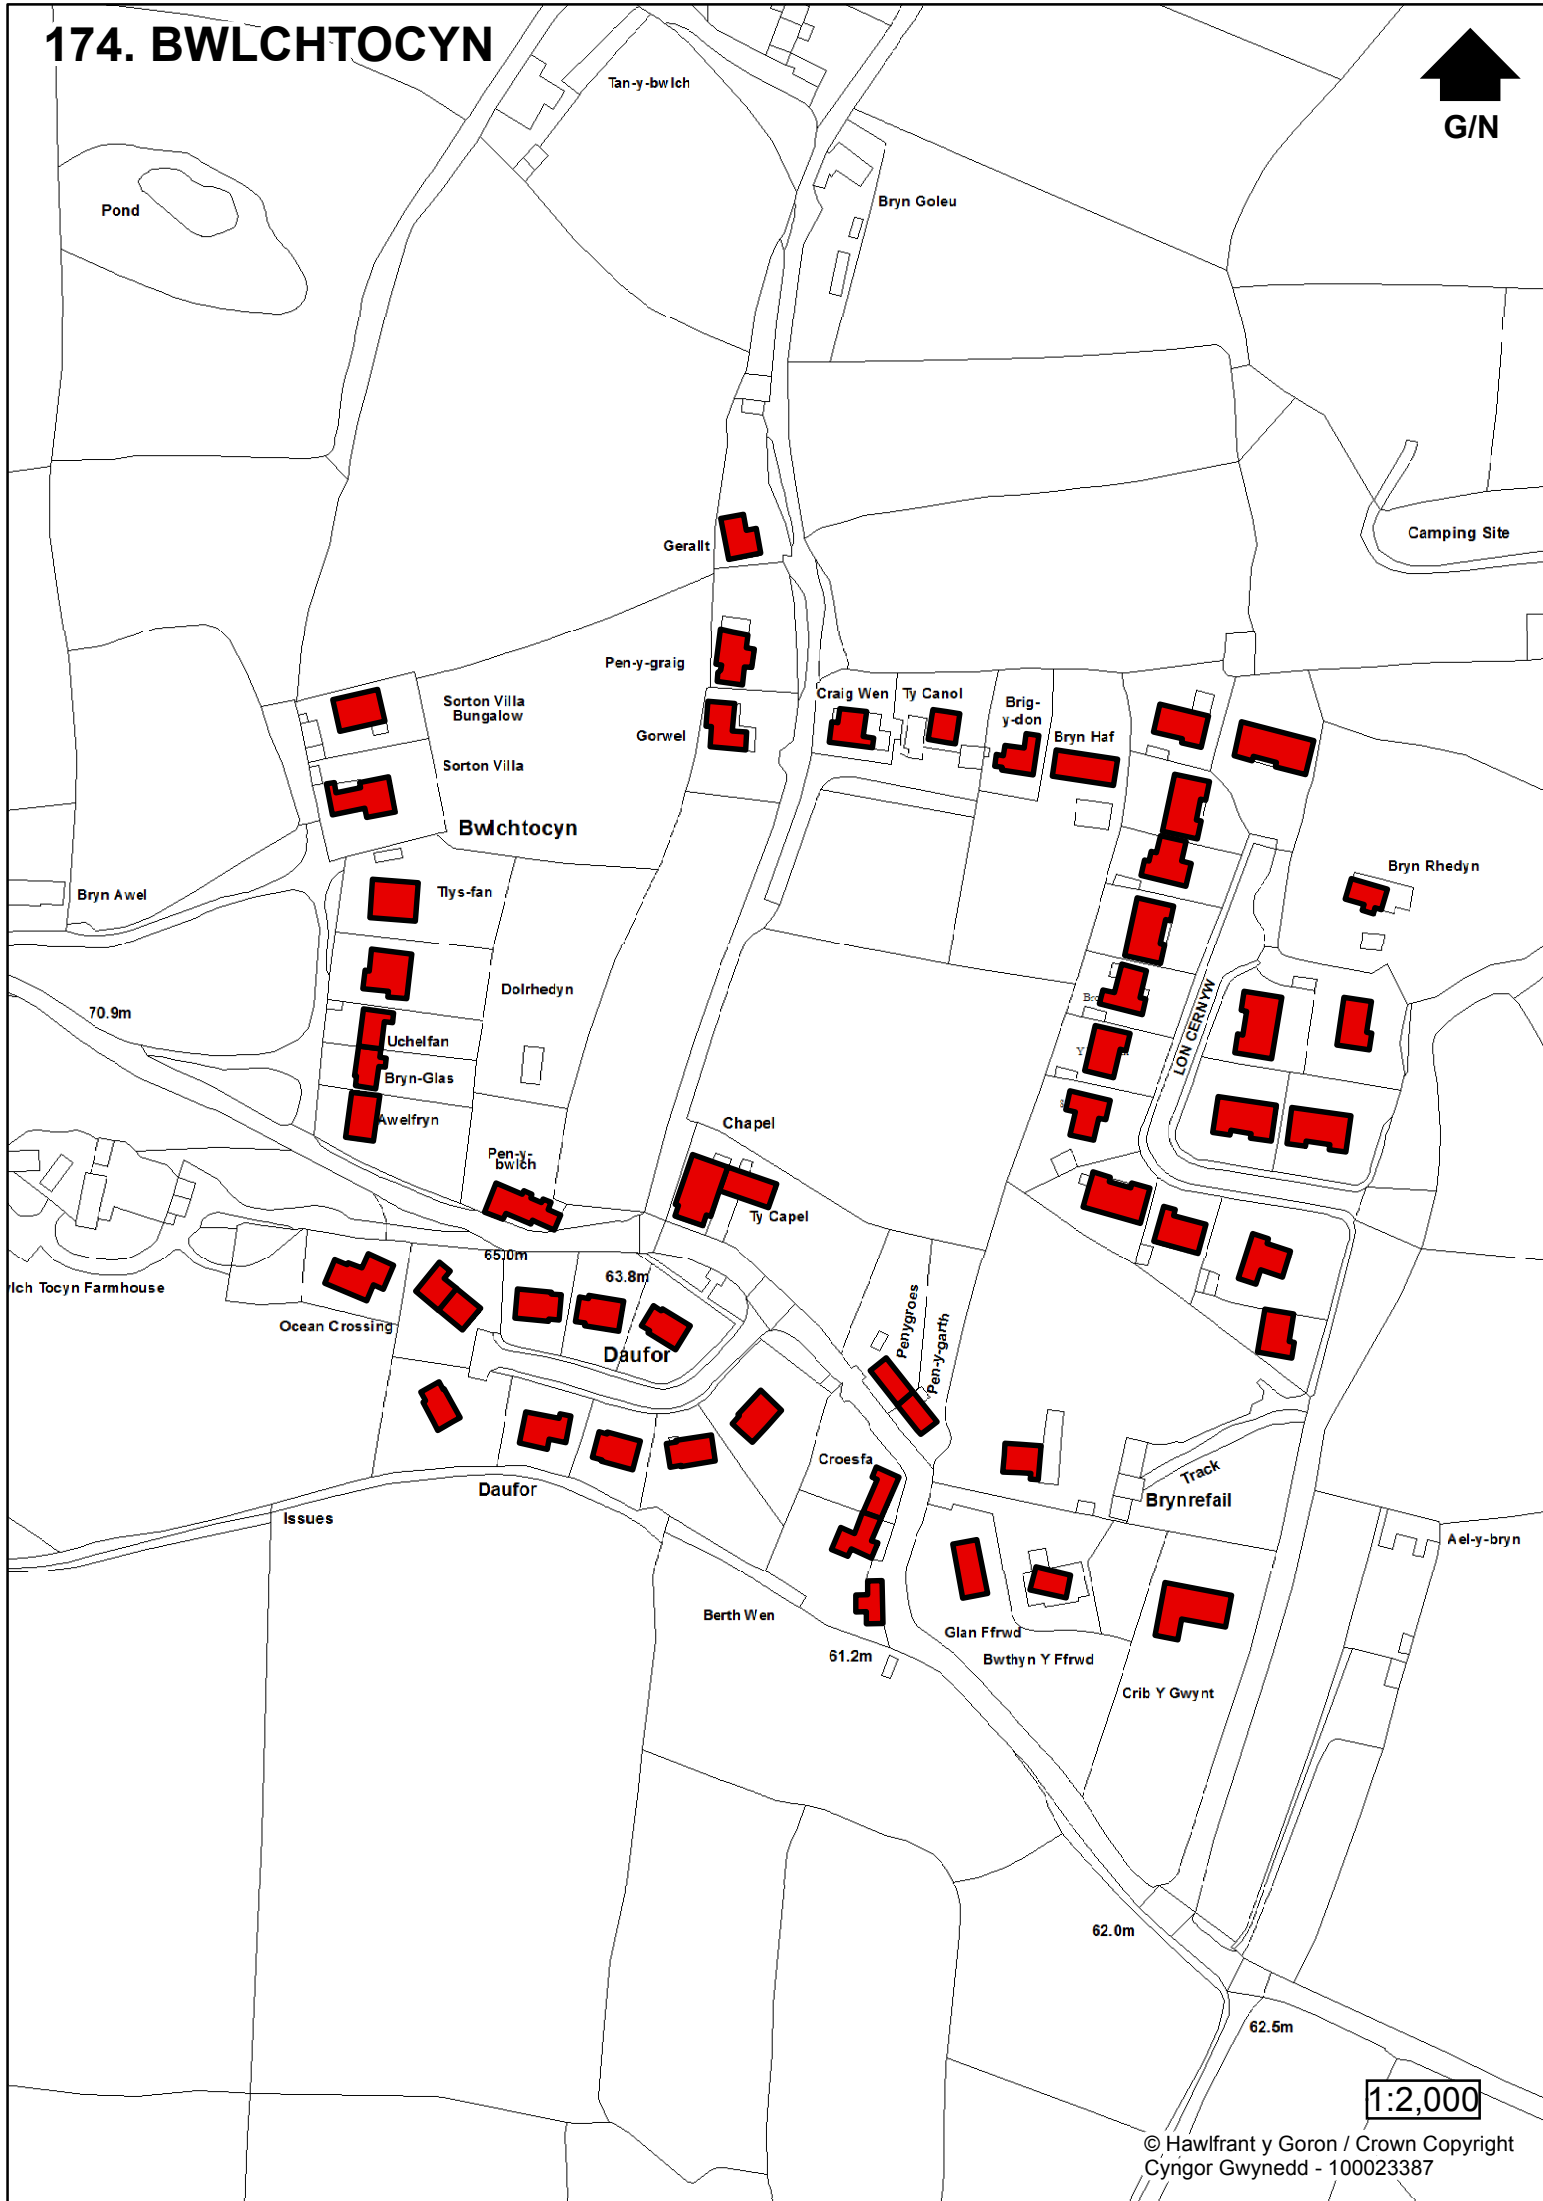 174. BWLCHTOCYN
G/N
Tan-y-bwlch
Pond
Bryn Goleu
Camping Site
Gerallt
Pen-y-graig
Gorwel
Sorton Villa
Bungalow
Sorton Villa
Craig Wen
Ty Canol
Brig-
y-don
Bryn Haf
Bwlchtocyn
Bryn Awel
Tlys-fan
Bryn Rhedyn
Dolrhedyn
70.9m
LON CERNYW
Uchelfan
Bryn-Glas
Awelfryn
Chapel
Pen-y-
bwlch
Ty Capel
65.0m
63.8m
lch Tocyn Farmhouse
Ocean Crossing
Daufor
Penygroes
Pen-y-garth
Croesfa
Track
Brynrefail
Daufor
Issues
Ael-y-bryn
Berth Wen
Glan Ffrwd
61.2m
Bwthyn Y Ffrwd
Crib Y Gwynt
62.0m
62.5m
1:2,000
© Hawlfrant y Goron / Crown Copyright
Cyngor Gwynedd - 100023387